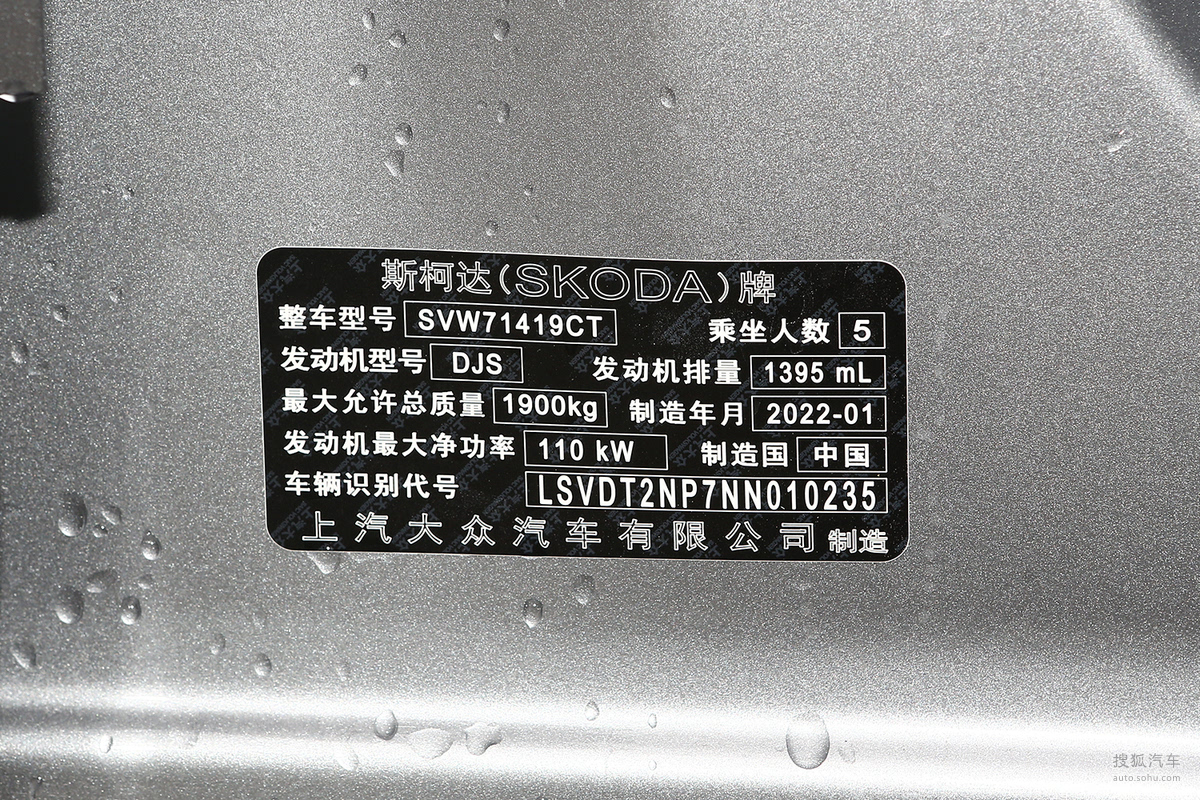 斯柯达(SKODA)牌
整车型号 SVW71419CT 乘坐人数 5
发动机型号 DJS 发动机排量 1395 mL
最大允许总质量 1900kg 制造年月 2022-01
发动机最大净功率 110 kW 制造国 中国
车辆识别代号 LSVDT2NP7NN010235
上汽大众汽车有限公司 制造
搜狐汽车
auto.sohu.com